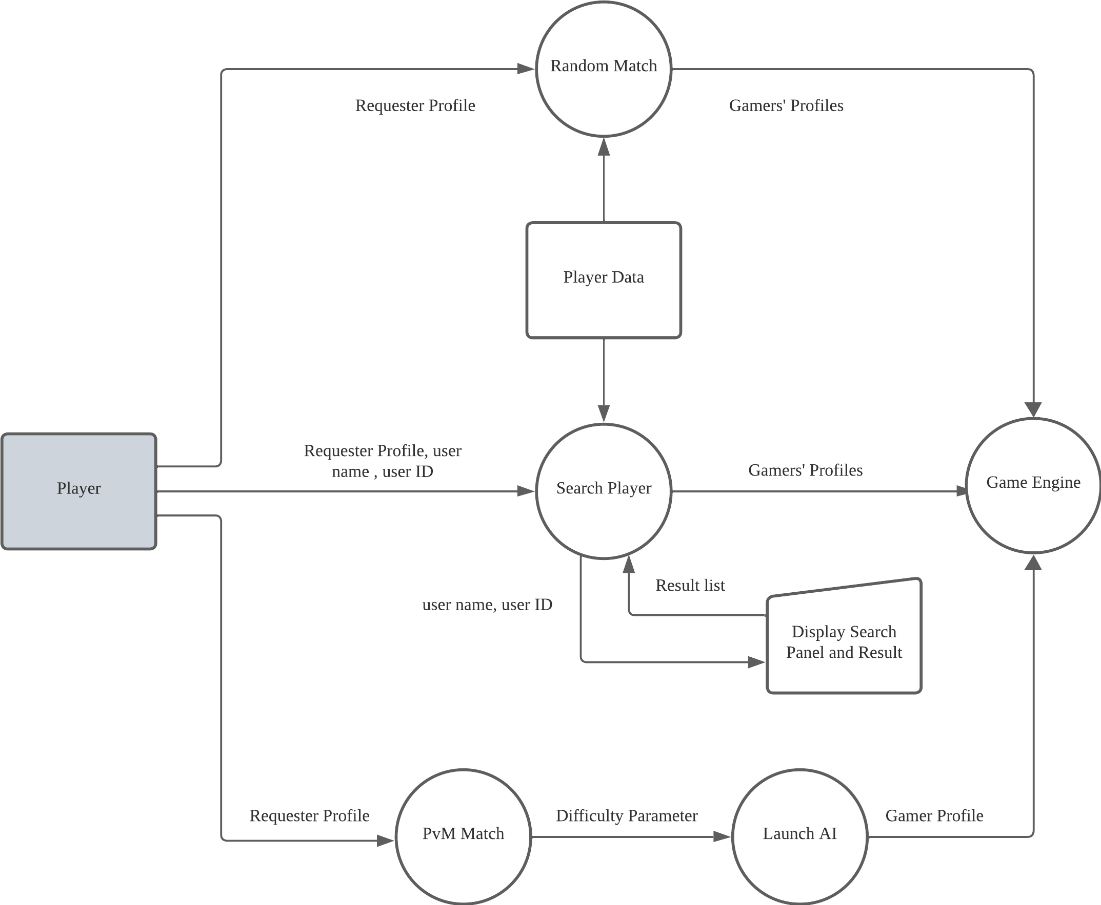 Random Match
Requester Profile
Gamers' Profiles
Player Data
Requester Profile, user
name , user ID
Gamers' Profiles
Player
Search Player
Game Engine
Result list
user name, user ID
Display Search
Panel and Result
Requester Profile
Difficulty Parameter
Gamer Profile
PvM Match
Launch AI